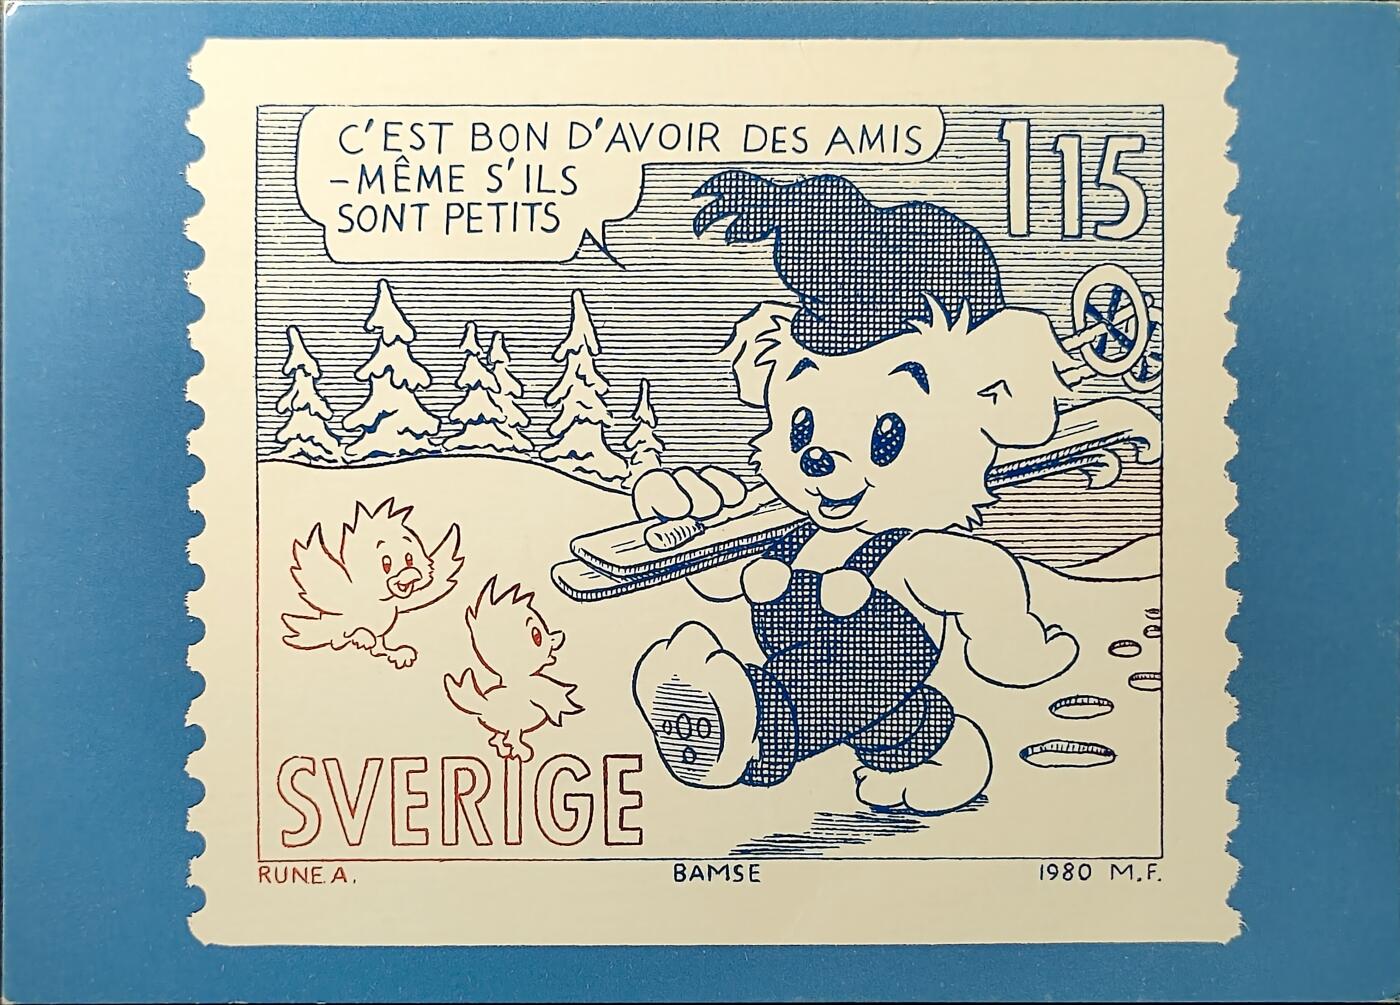 C'EST BON D'AVOIR DES AMIS
-MÊME S'ILS
SONT PETITS
115
SVERIGE
RUNE A.
BAMSE
1980 M.F.